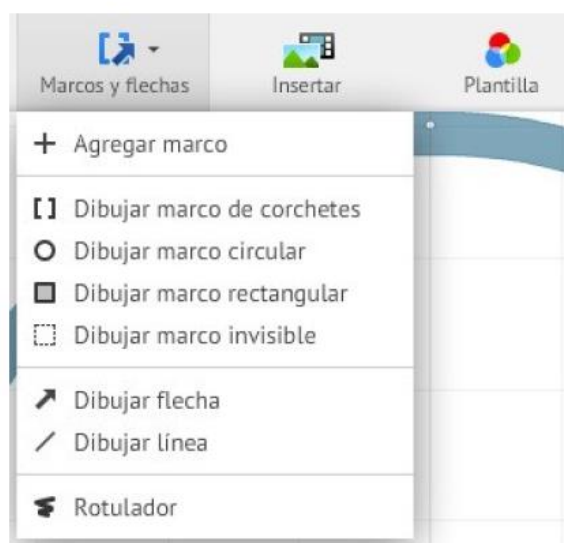 Marcos y flechas
Insertar
Plantilla
Agregar marco
Dibujar marco de corchetes
Dibujar marco circular
Dibujar marco rectangular
Dibujar marco invisible
Dibujar flecha
Dibujar línea
Rotulador